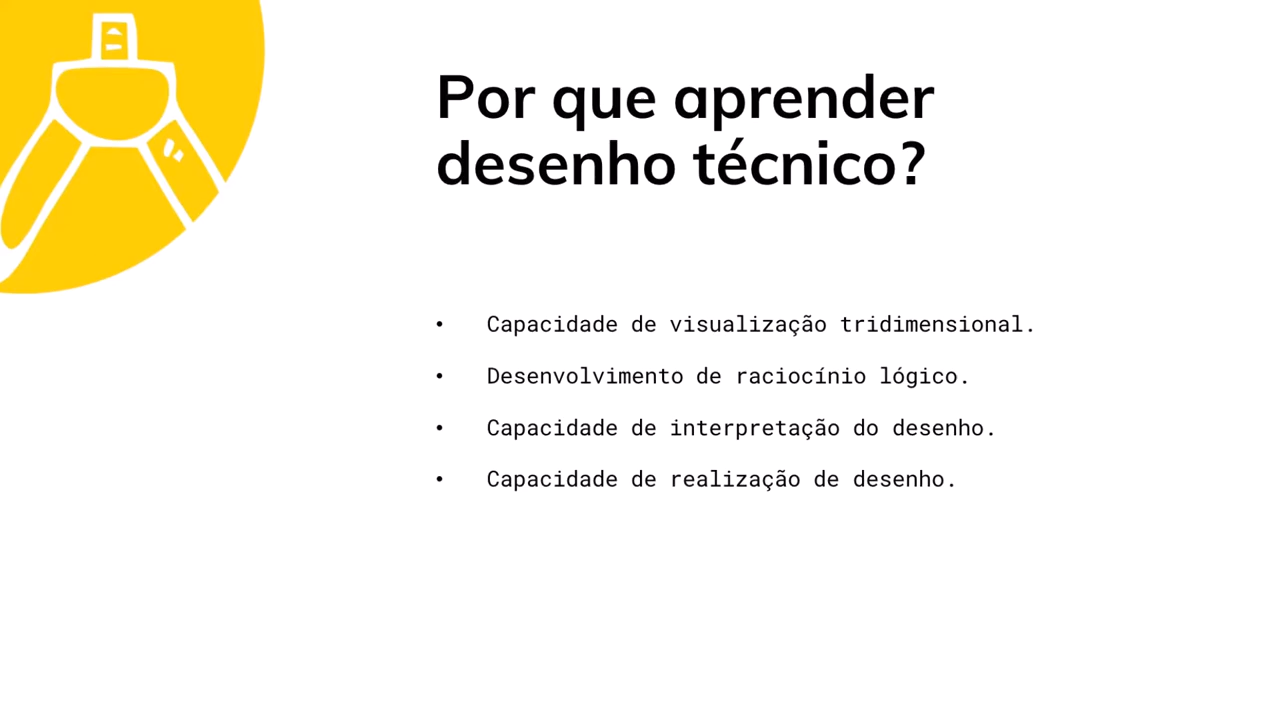 Por que aprender
desenho técnico?
• Capacidade de visualização tridimensional.
• Desenvolvimento de raciocínio lógico.
• Capacidade de interpretação do desenho.
• Capacidade de realização de desenho.